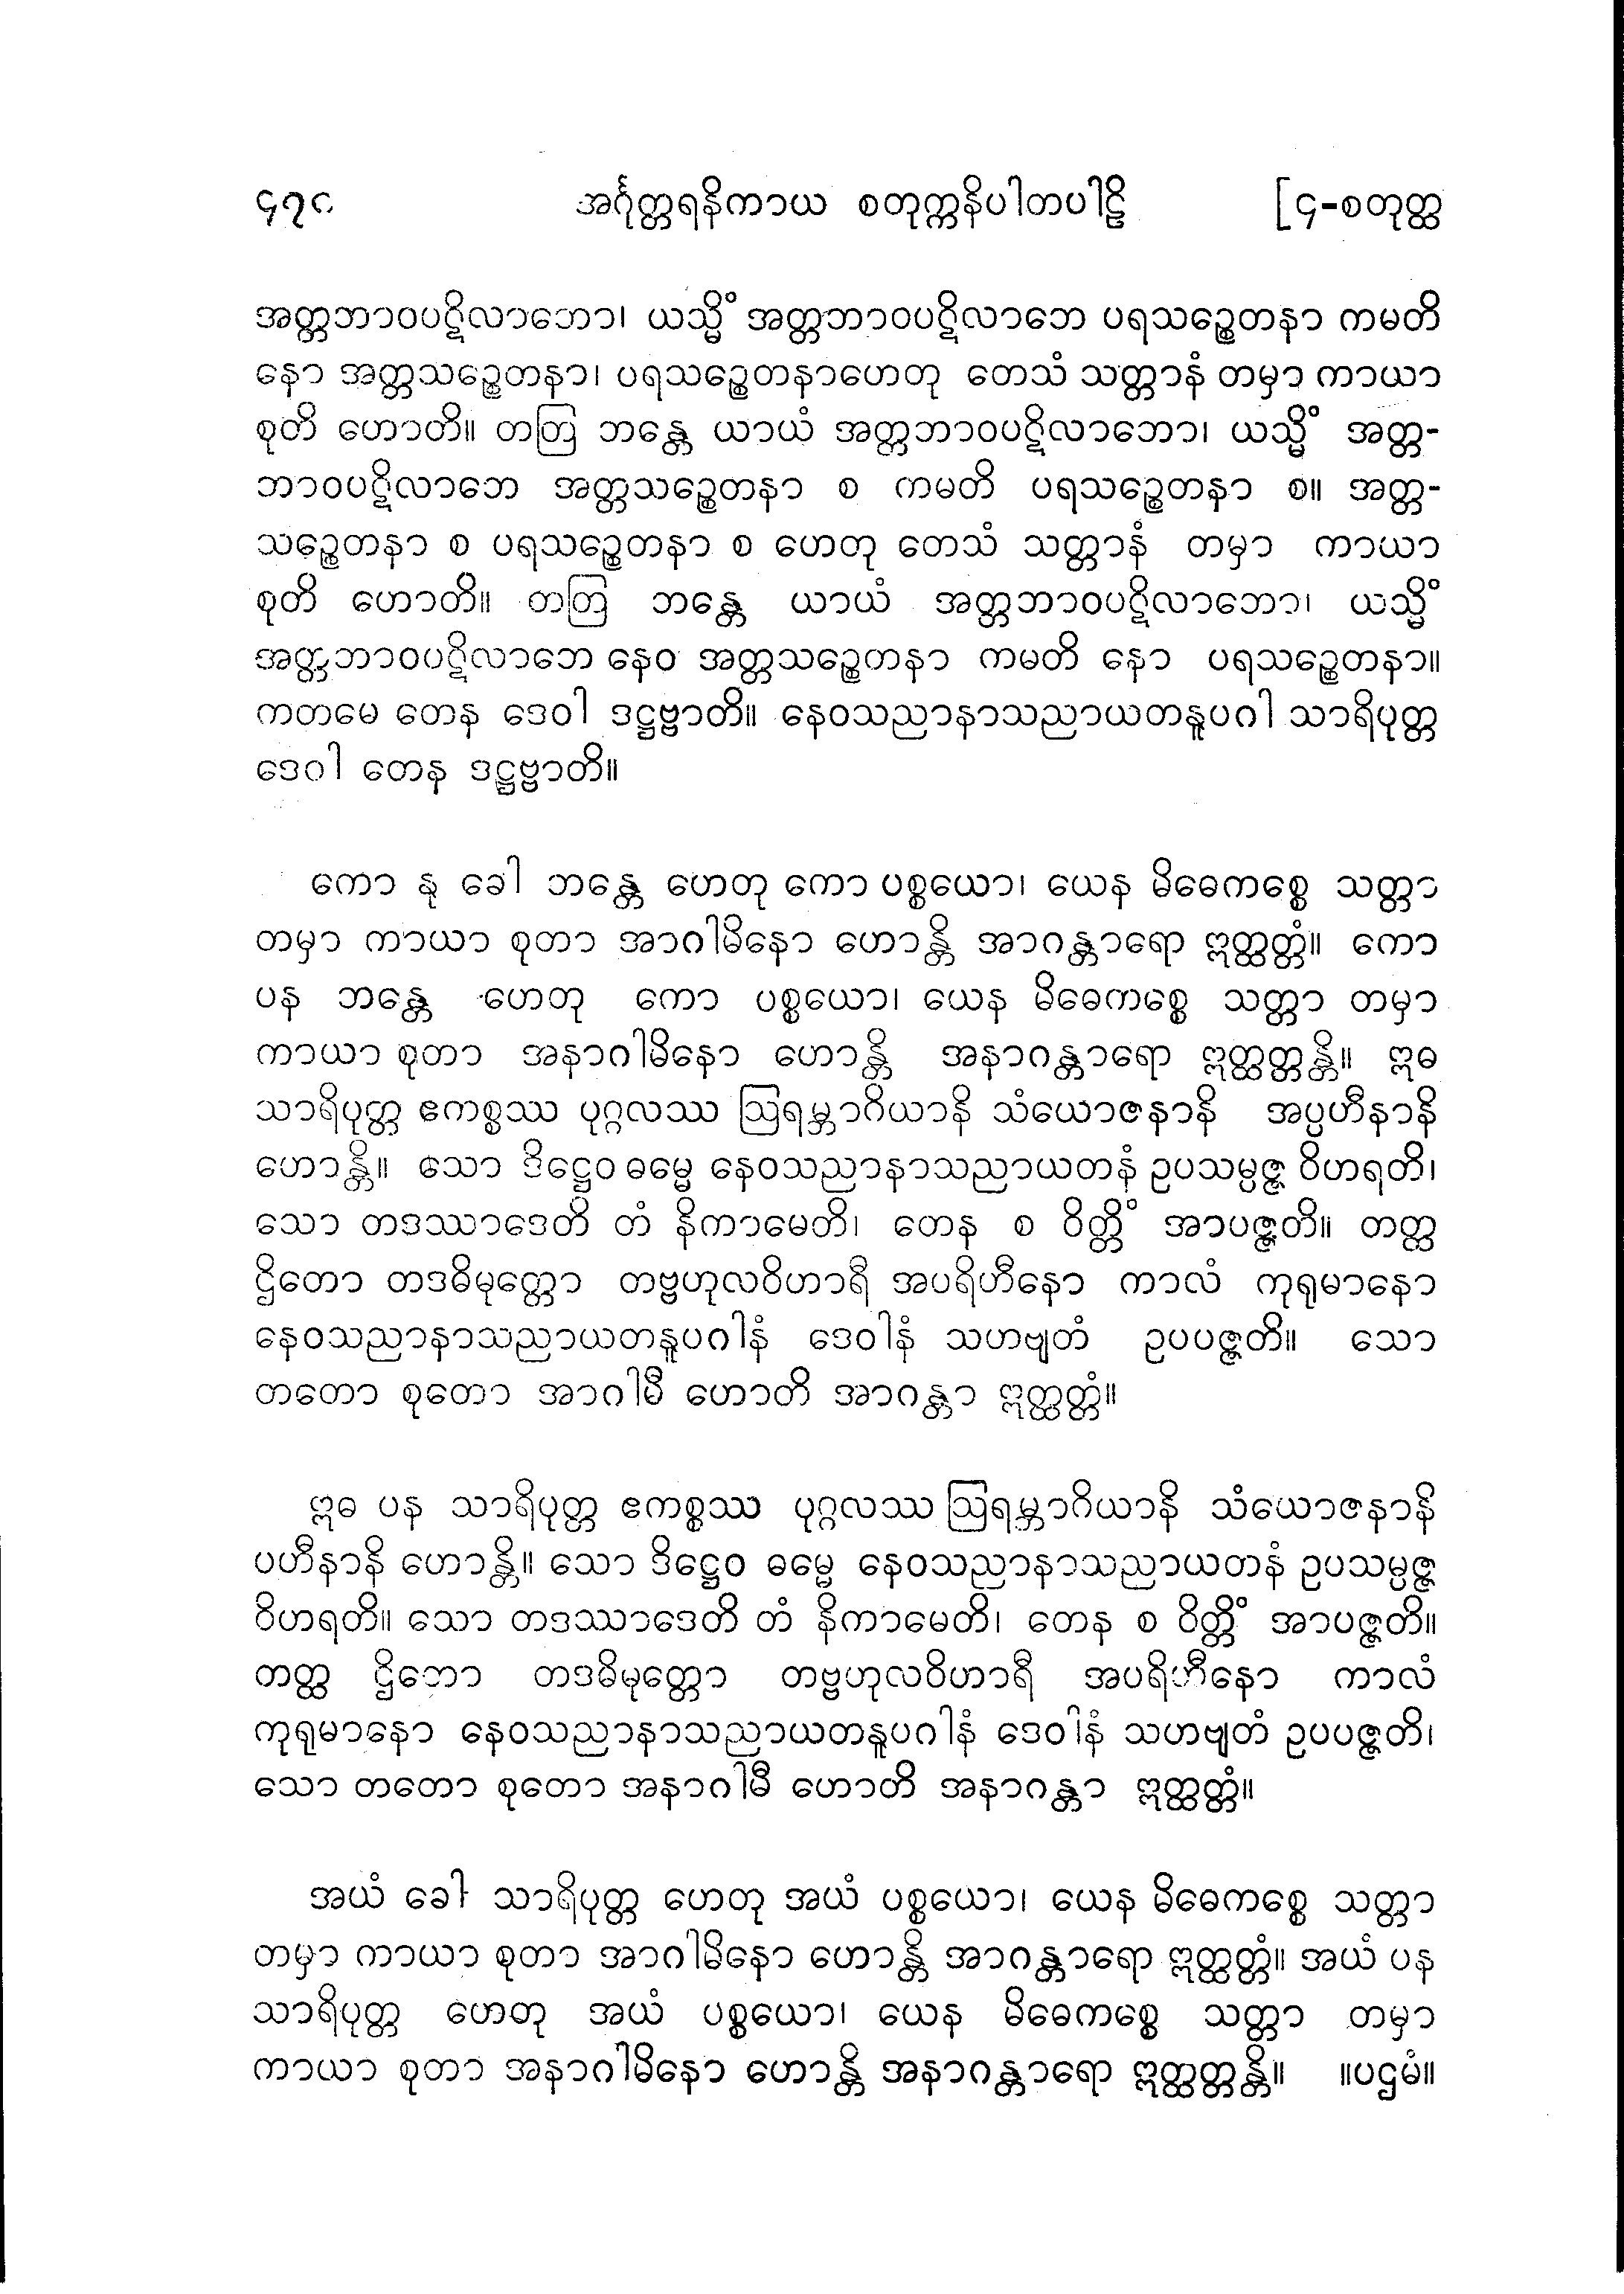 ၄၇၈ အင်္ဂုတ္တရနိကာယ စတုက္ကနိပါတပါဠိ [၄-စတုတ္ထ
အတ္တဘာဝပဋိလာဘော၊ ယသ္မိံ အတ္တဘာဝပဋိလာဘေ ပရသဉ္စေတနာ ကမတိ
နော အတ္တသဉ္စေတနာ၊ ပရသဉ္စေတနာဟေတု တေသံ သတ္တာနံ တမှာ ကာယာ
စုတိ ဟောတိ။ တတြ ဘန္တေ ယာယံ အတ္တဘာဝပဋိလာဘော၊ ယသ္မိံ အတ္တ-
ဘာဝပဋိလာဘေ အတ္တသဉ္စေတနာ စ ကမတိ ပရသဉ္စေတနာ စ။ အတ္တ-
သဉ္စေတနာ စ ပရသဉ္စေတနာ စ ဟေတု တေသံ သတ္တာနံ တမှာ ကာယာ
စုတိ ဟောတိ။ တတြ ဘန္တေ ယာယံ အတ္တဘာဝပဋိလာဘော၊ ယသ္မိံ
အတ္တဘာဝပဋိလာဘေ နေဝ အတ္တသဉ္စေတနာ ကမတိ နော ပရသဉ္စေတနာ။
ကတမေ တေန ဒေဝါ ဒဋ္ဌဗ္ဗာတိ။ နေဝသညာနာသညာယတနူပဂါ သာရိပုတ္တ
ဒေဝါ တေန ဒဋ္ဌဗ္ဗာတိ။
ကော နု ခေါ ဘန္တေ ဟေတု ကော ပစ္စယော၊ ယေန မိဓေကစ္စေ သတ္တာ
တမှာ ကာယာ စုတာ အာဂါမိနော ဟောန္တိ အာဂန္တာရော ဣတ္ထတ္တံ။ ကော
ပန ဘန္တေ ဟေတု ကော ပစ္စယော၊ ယေန မိဓေကစ္စေ သတ္တာ တမှာ
ကာယာ စုတာ အနာဂါမိနော ဟောန္တိ အနာဂန္တာရော ဣတ္ထတ္တန္တိ။ ဣဓ
သာရိပုတ္တ ဧကစ္စဿ ပုဂ္ဂလဿ ဩရမ္ဘာဂိယာနိ သံယောဇနာနိ အပ္ပဟီနာနိ
ဟောန္တိ။ သော ဒိဋ္ဌေဝ ဓမ္မေ နေဝသညာနာသညာယတနံ ဥပသမ္ပဇ္ဇ ဝိဟရတိ၊
သော တဒဿာဒေတိ တံ နိကာမေတိ၊ တေန စ ဝိတ္တိံ အာပဇ္ဇတိ။ တတ္ထ
ဌိတော တဒဓိမုတ္တော တဗ္ဗဟုလဝိဟာရီ အပရိဟီနော ကာလံ ကုရုမာနော
နေဝသညာနာသညာယတနူပဂါနံ ဒေဝါနံ သဟဗျတံ ဥပပဇ္ဇတိ။ သော
တတော စုတော အာဂါမီ ဟောတိ အာဂန္တာ ဣတ္ထတ္တံ။
ဣဓ ပန သာရိပုတ္တ ဧကစ္စဿ ပုဂ္ဂလဿ ဩရမ္ဘာဂိယာနိ သံယောဇနာနိ
ပဟီနာနိ ဟောန္တိ။ သော ဒိဋ္ဌေဝ ဓမ္မေ နေဝသညာနာသညာယတနံ ဥပသမ္ပဇ္ဇ
ဝိဟရတိ။ သော တဒဿာဒေတိ တံ နိကာမေတိ၊ တေန စ ဝိတ္တိံ အာပဇ္ဇတိ။
တတ္ထ ဌိတော တဒဓိမုတ္တော တဗ္ဗဟုလဝိဟာရီ အပရိဟီနော ကာလံ
ကုရုမာနော နေဝသညာနာသညာယတနူပဂါနံ ဒေဝါနံ သဟဗျတံ ဥပပဇ္ဇတိ၊
သော တတော စုတော အနာဂါမီ ဟောတိ အနာဂန္တာ ဣတ္ထတ္တံ။
အယံ ခေါ သာရိပုတ္တ ဟေတု အယံ ပစ္စယော၊ ယေန မိဓေကစ္စေ သတ္တာ
တမှာ ကာယာ စုတာ အာဂါမိနော ဟောန္တိ အာဂန္တာရော ဣတ္ထတ္တံ။ အယံ ပန
သာရိပုတ္တ ဟေတု အယံ ပစ္စယော၊ ယေန မိဓေကစ္စေ သတ္တာ တမှာ
ကာယာ စုတာ အနာဂါမိနော ဟောန္တိ အနာဂန္တာရော ဣတ္ထတ္တန္တိ။ ။ပဌမံ။